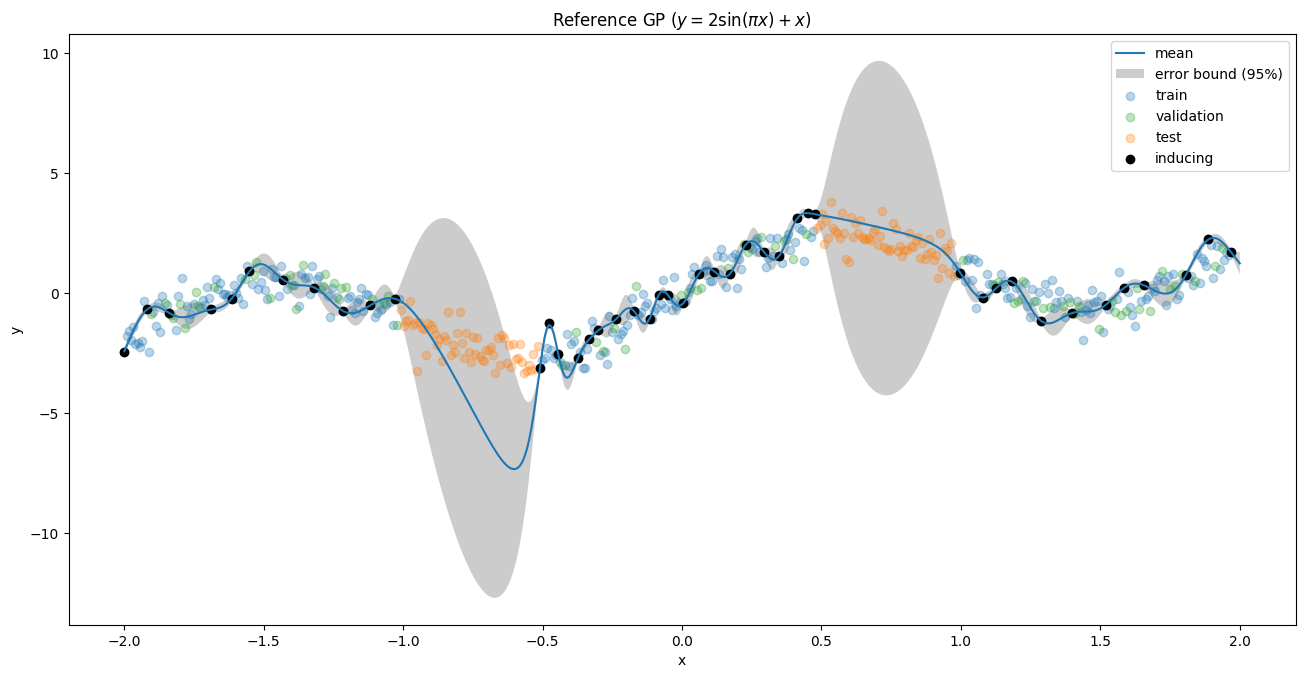 Reference GP (y = 2sin(πx) + x)
mean
error bound (95%)
train
validation
test
inducing
10
5
0
−5
−10
y
−2.0 −1.5 −1.0 −0.5 0.0 0.5 1.0 1.5 2.0
x